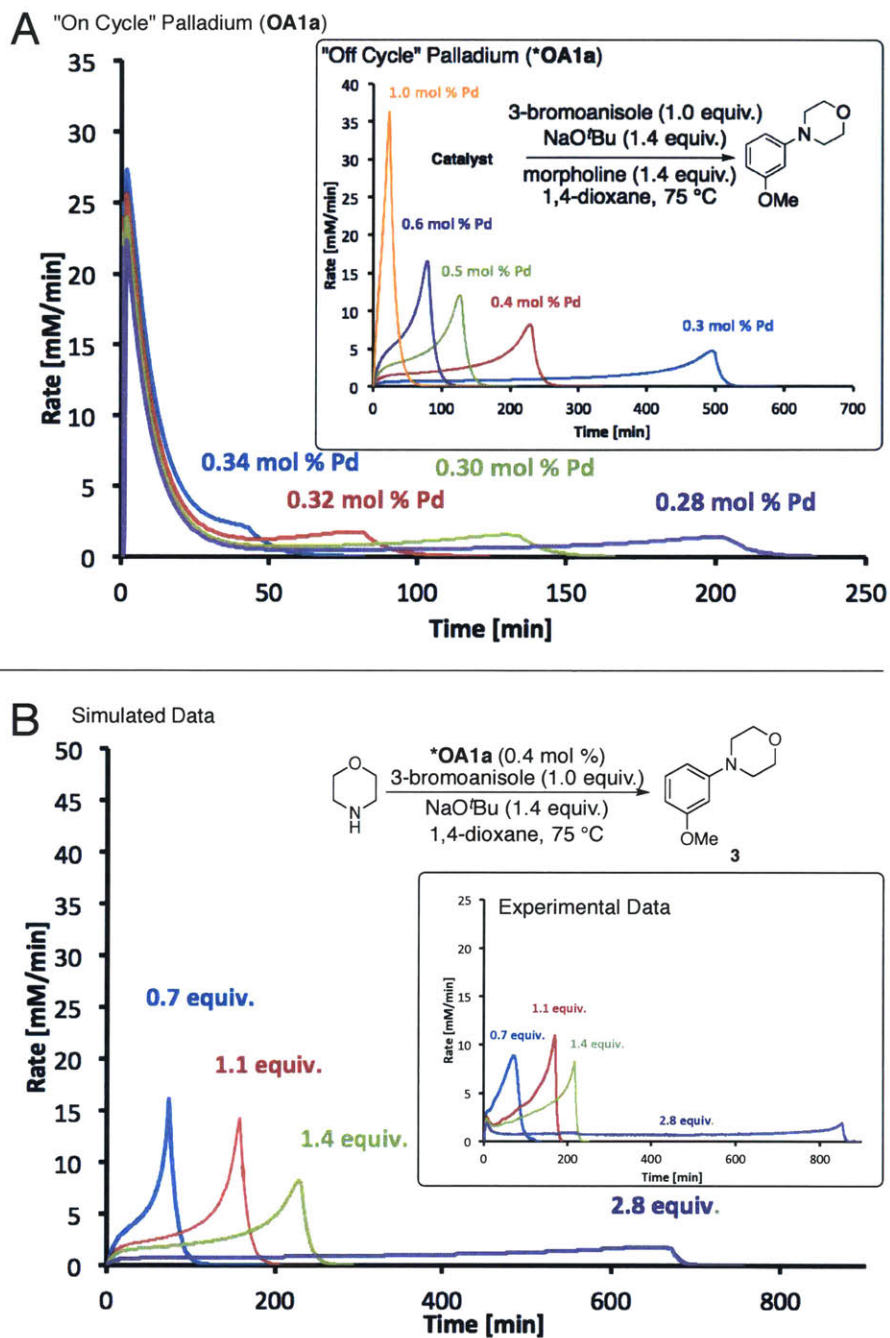 A "On Cycle" Palladium (OA1a)
35
30
25
20
15
10
5
0
Rate [mM/min]
0 50 100 150 200 250
Time [min]
0.34 mol % Pd
0.32 mol % Pd
0.30 mol % Pd
0.28 mol % Pd
"Off Cycle" Palladium (*OA1a)
40
35
30
25
20
15
10
5
0
Rate [mM/min]
0 100 200 300 400 500 600 700
Time [min]
1.0 mol % Pd
0.6 mol % Pd
0.5 mol % Pd
0.4 mol % Pd
0.3 mol % Pd
Catalyst
3-bromoanisole (1.0 equiv.)
NaOᵗBu (1.4 equiv.)
morpholine (1.4 equiv.)
1,4-dioxane, 75 °C
O
N
OMe
B Simulated Data
50
45
40
35
30
25
20
15
10
5
0
Rate [mM/min]
0 200 400 600
Time [min]
0.7 equiv.
1.1 equiv.
1.4 equiv.
2.8 equiv.
O
N
H
*OA1a (0.4 mol %)
3-bromoanisole (1.0 equiv.)
NaOᵗBu (1.4 equiv.)
1,4-dioxane, 75 °C
O
N
OMe
3
Experimental Data
25
20
15
10
5
0
Rate [mM/min]
0 200 400 600 800
Time [min]
0.7 equiv.
1.1 equiv.
1.4 equiv.
2.8 equiv.